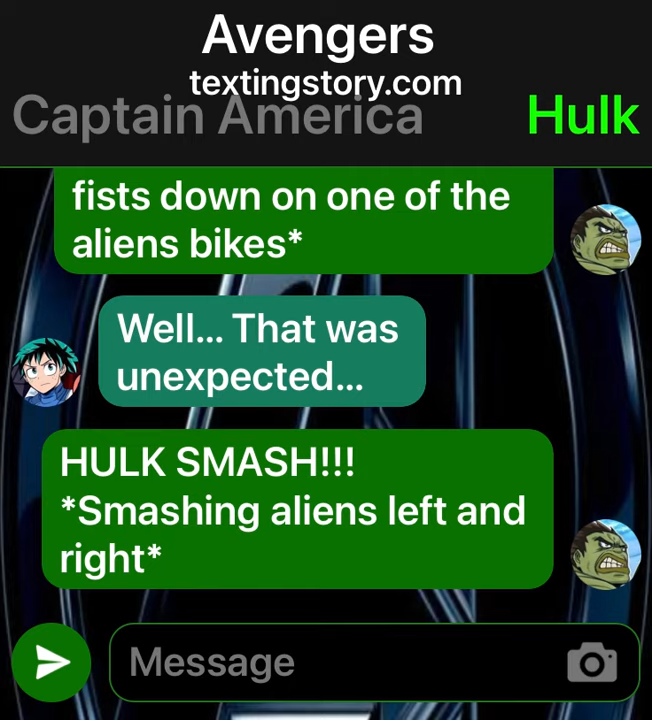 Avengers
textingstory.com
Captain America
Hulk
fists down on one of the
aliens bikes*
Well... That was
unexpected...
HULK SMASH!!!
*Smashing aliens left and
right*
Message